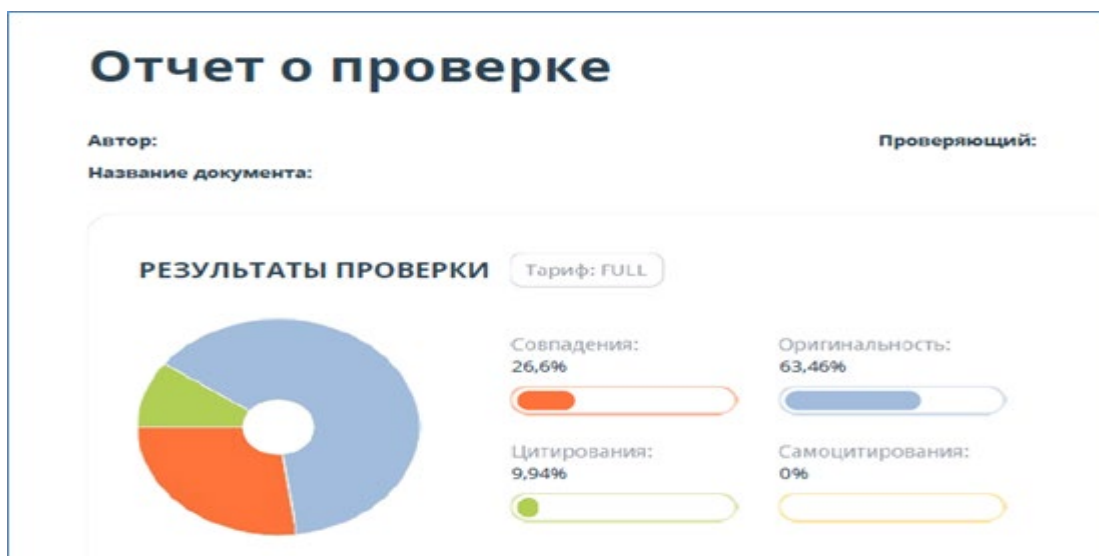 Отчет о проверке
Автор:
Проверяющий:
Название документа:
РЕЗУЛЬТАТЫ ПРОВЕРКИ
Тариф: FULL
Совпадения:
26,6%
Оригинальность:
63,46%
Цитирования:
9,94%
Самоцитирования:
0%